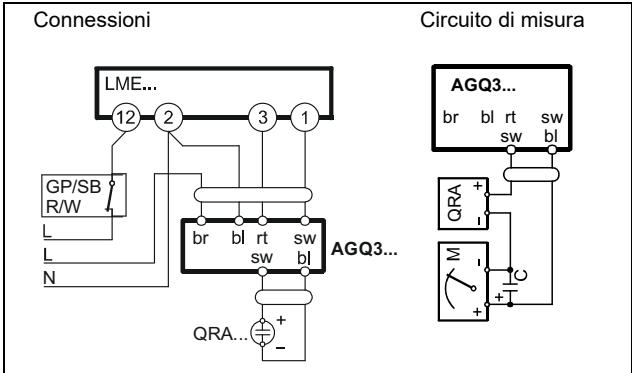 Connessioni
Circuito di misura
LME...
12 2 3 1
GP/SB
R/W
L
L
N
br bl rt sw
sw bl
AGQ3...
QRA...
+
-
AGQ3...
br bl rt sw
sw bl
QRA + -
M - +
C
+